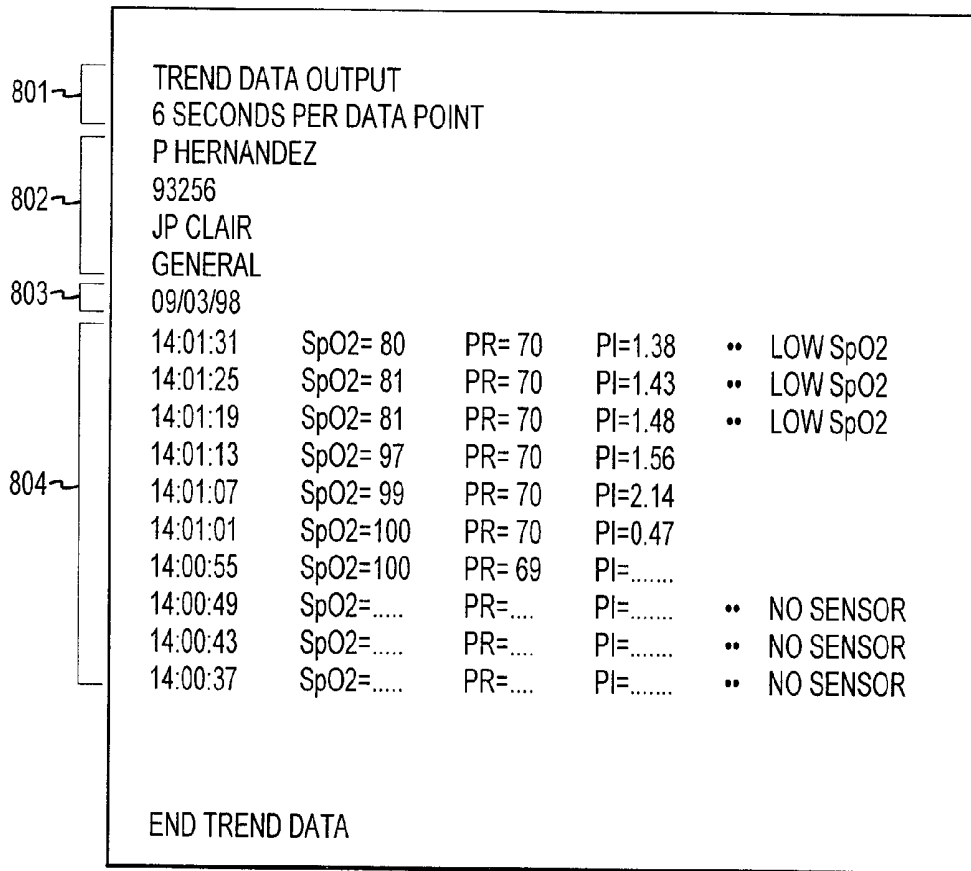 801
TREND DATA OUTPUT
6 SECONDS PER DATA POINT
802
P HERNANDEZ
93256
JP CLAIR
GENERAL
803
09/03/98
804
14:01:31 SpO2= 80 PR= 70 PI=1.38 •• LOW SpO2
14:01:25 SpO2= 81 PR= 70 PI=1.43 •• LOW SpO2
14:01:19 SpO2= 81 PR= 70 PI=1.48 •• LOW SpO2
14:01:13 SpO2= 97 PR= 70 PI=1.56
14:01:07 SpO2= 99 PR= 70 PI=2.14
14:01:01 SpO2=100 PR= 70 PI=0.47
14:00:55 SpO2=100 PR= 69 PI=.......
14:00:49 SpO2=..... PR=.... PI=....... •• NO SENSOR
14:00:43 SpO2=..... PR=.... PI=....... •• NO SENSOR
14:00:37 SpO2=..... PR=.... PI=....... •• NO SENSOR
END TREND DATA